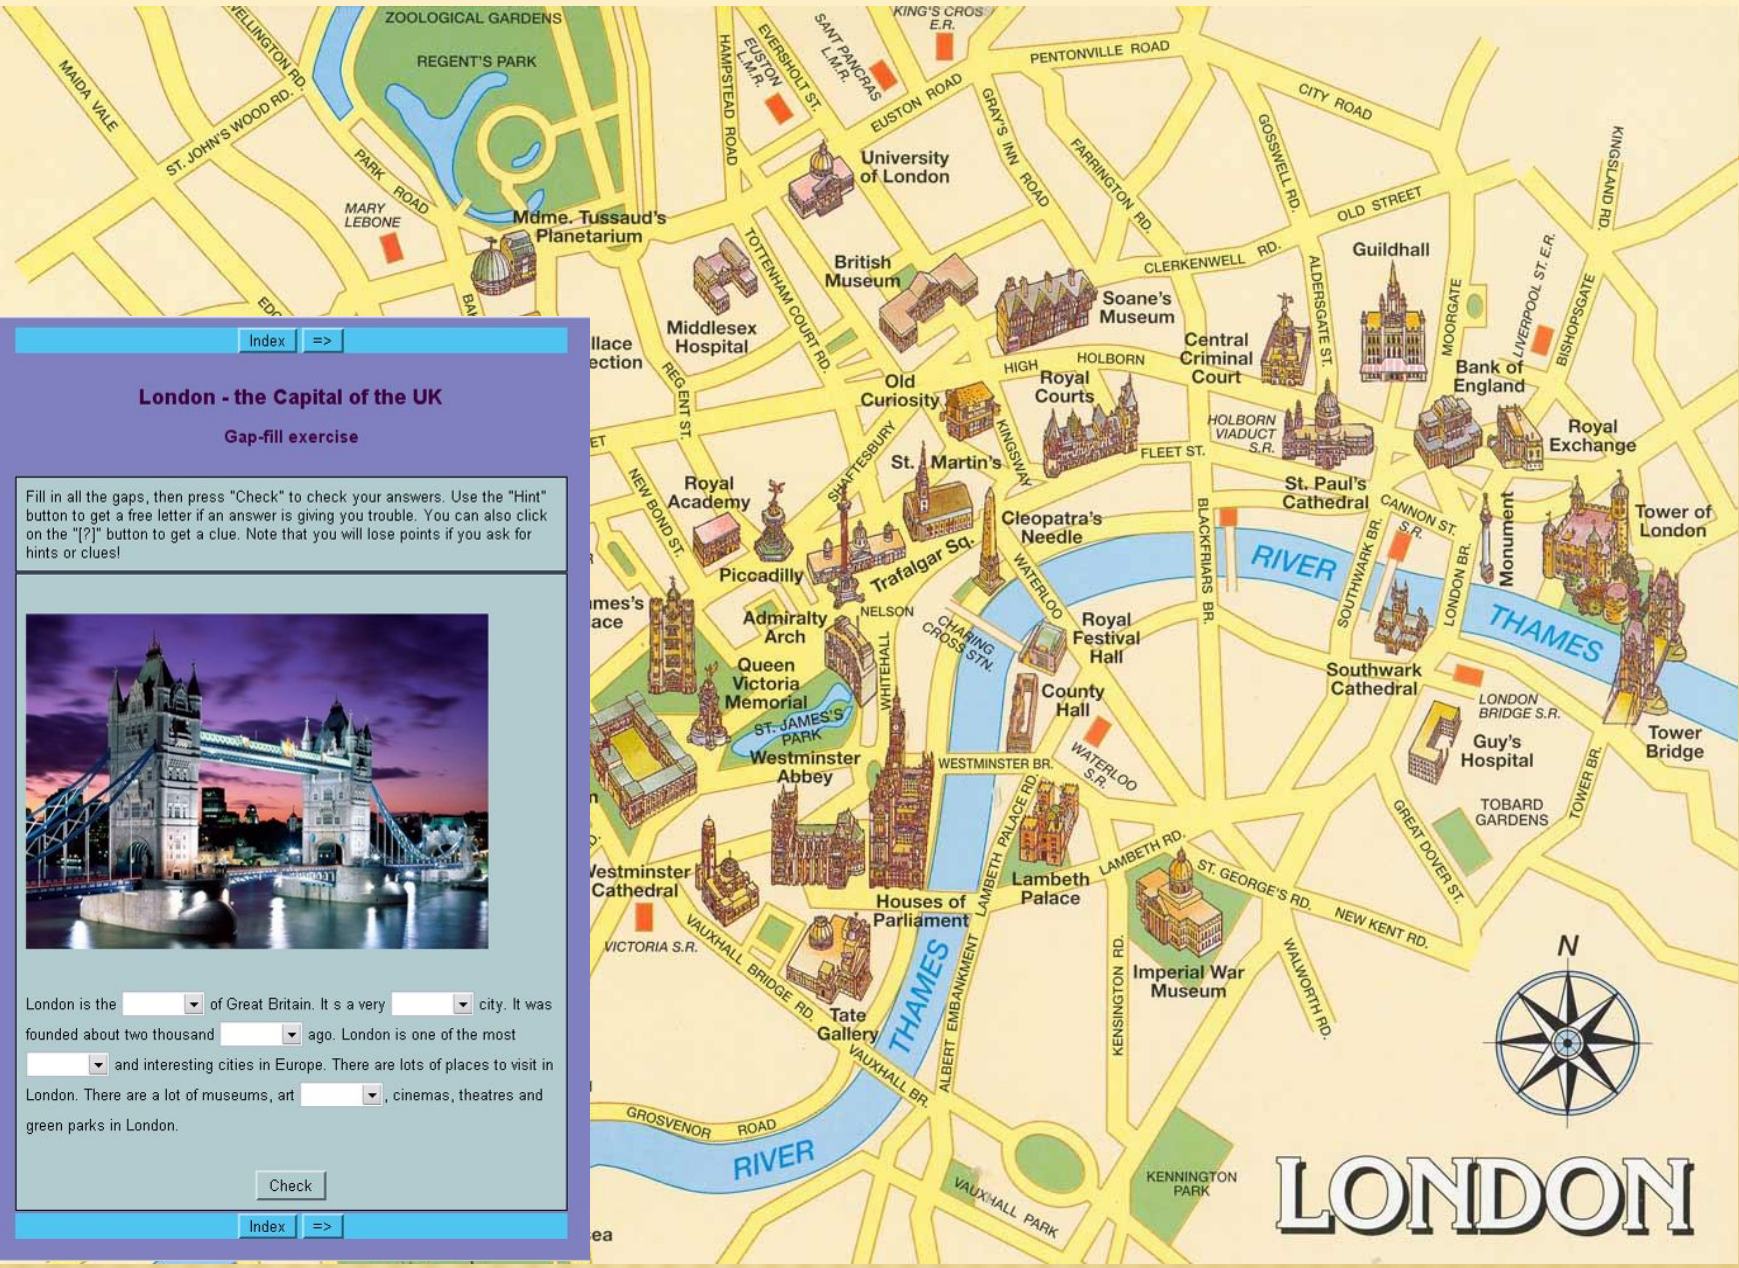 ZOOLOGICAL GARDENS
REGENT'S PARK
WELLINGTON RD.
MAIDA VALE
ST. JOHN'S WOOD RD.
PARK ROAD
MARY
LEBONE
Mdme. Tussaud's
Planetarium
HAMPSTEAD ROAD
EVERSHOLT ST.
EUSTON
L.M.R.
SANT PANCRAS
L.M.R.
KING'S CROS
E.R.
PENTONVILLE ROAD
EUSTON ROAD
CITY ROAD
GRAY'S INN ROAD
FARRINGTON RD.
GOSSWELL RD.
OLD STREET
KINGSLAND RD.
University
of London
British
Museum
TOTTENHAM COURT RD.
Middlesex
Hospital
Soane's
Museum
CLERKENWELL RD.
ALDERSGATE ST.
Guildhall
MOORGATE
LIVERPOOL ST. E.R.
BISHOPSGATE
Central
Criminal
Court
HIGH HOLBORN
Royal
Courts
Old
Curiosity
Bank of
England
Royal
Exchange
HOLBORN
VIADUCT
S.R.
FLEET ST.
KINGSWAY
SHAFTESBURY
REGENT ST.
NEW BOND ST.
llace
ection
ET
St. Martin's
Royal
Academy
Piccadilly
Trafalgar Sq.
Cleopatra's
Needle
St. Paul's
Cathedral
CANNON ST.
S.R.
Monument
Tower of
London
BLACKFRIARS BR.
RIVER
SOUTHWARK BR.
LONDON BR.
THAMES
WATERLOO
NELSON
CHARING
CROSS STN.
Royal
Festival
Hall
mes's
ace
Admiralty
Arch
Queen
Victoria
Memorial
WHITEHALL
ST. JAMES'S
PARK
County
Hall
Southwark
Cathedral
LONDON
BRIDGE S.R.
Guy's
Hospital
Tower
Bridge
TOWER BR.
Westminster
Abbey
WESTMINSTER BR.
WATERLOO
S.R.
n
TOBARD
GARDENS
GREAT DOVER ST.
LAMBETH PALACE RD.
LAMBETH RD.
ST. GEORGE'S RD.
NEW KENT RD.
Westminster
Cathedral
VICTORIA S.R.
Houses of
Parliament
Lambeth
Palace
Imperial War
Museum
VAUXHALL BRIDGE RD.
Tate
Gallery
THAMES
ALBERT EMBANKMENT
KENSINGTON RD.
WALWORTH RD.
VAUXHALL BR.
GROSVENOR ROAD
RIVER
VAUXHALL PARK
KENNINGTON
PARK
N
LONDON
sea
Index =>
London - the Capital of the UK
Gap-fill exercise
Fill in all the gaps, then press "Check" to check your answers. Use the "Hint"
button to get a free letter if an answer is giving you trouble. You can also click
on the "[?]" button to get a clue. Note that you will lose points if you ask for
hints or clues!
London is the of Great Britain. It s a very city. It was
founded about two thousand ago. London is one of the most
and interesting cities in Europe. There are lots of places to visit in
London. There are a lot of museums, art , cinemas, theatres and
green parks in London.
Check
Index =>